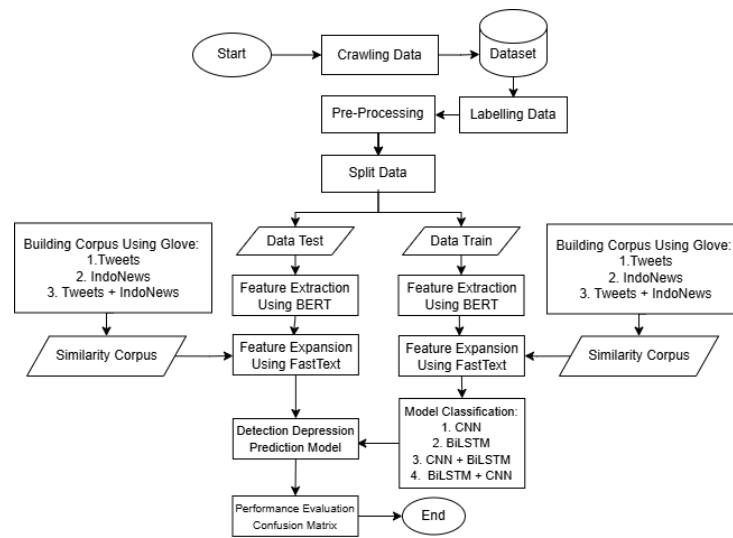 Start
Crawling Data
Dataset
Labelling Data
Pre-Processing
Split Data
Data Test
Data Train
Building Corpus Using Glove:
1.Tweets
2. IndoNews
3. Tweets + IndoNews
Feature Extraction
Using BERT
Feature Extraction
Using BERT
Building Corpus Using Glove:
1.Tweets
2. IndoNews
3. Tweets + IndoNews
Similarity Corpus
Feature Expansion
Using FastText
Feature Expansion
Using FastText
Similarity Corpus
Detection Depression
Prediction Model
Model Classification:
1. CNN
2. BiLSTM
3. CNN + BiLSTM
4. BiLSTM + CNN
Performance Evaluation
Confusion Matrix
End